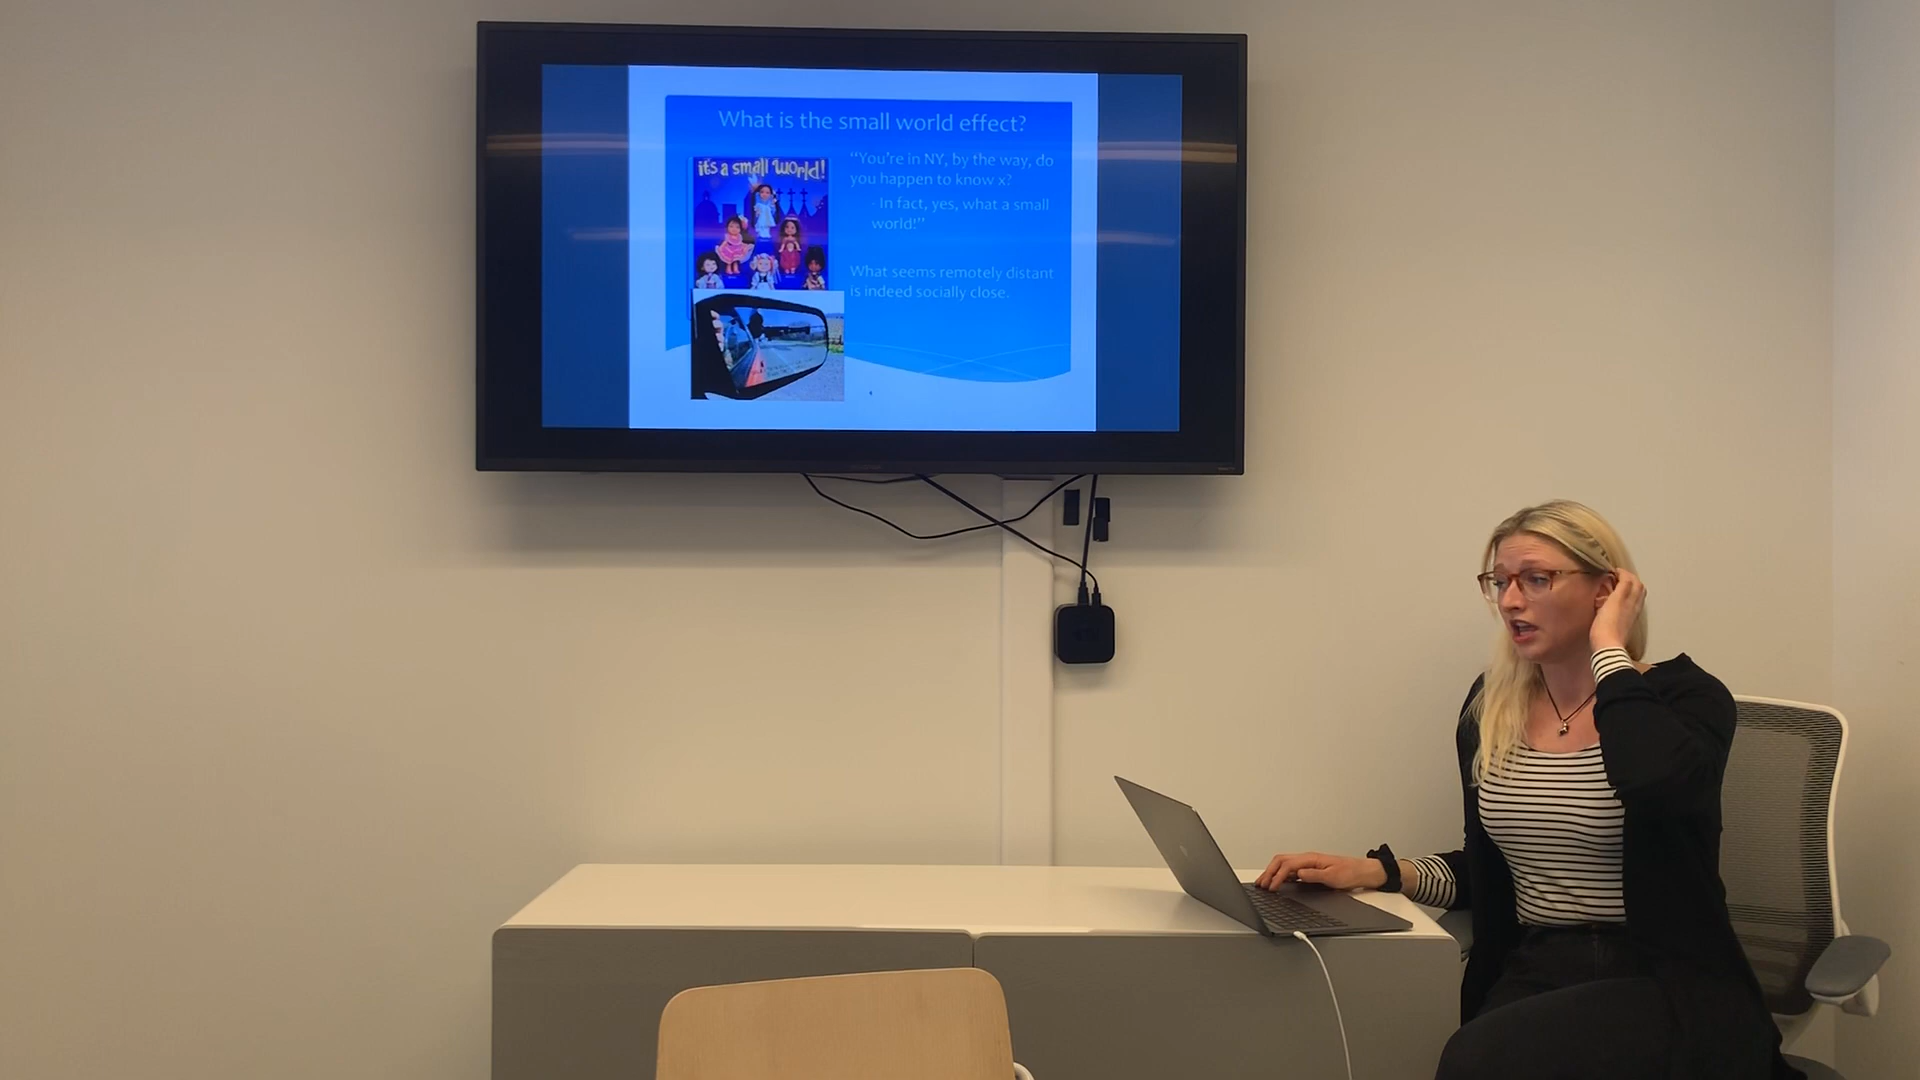 What is the small world effect?
it's a small world!
“You're in NY, by the way, do
you happen to know x?
- In fact, yes, what a small
world!”
What seems remotely distant
is indeed socially close.